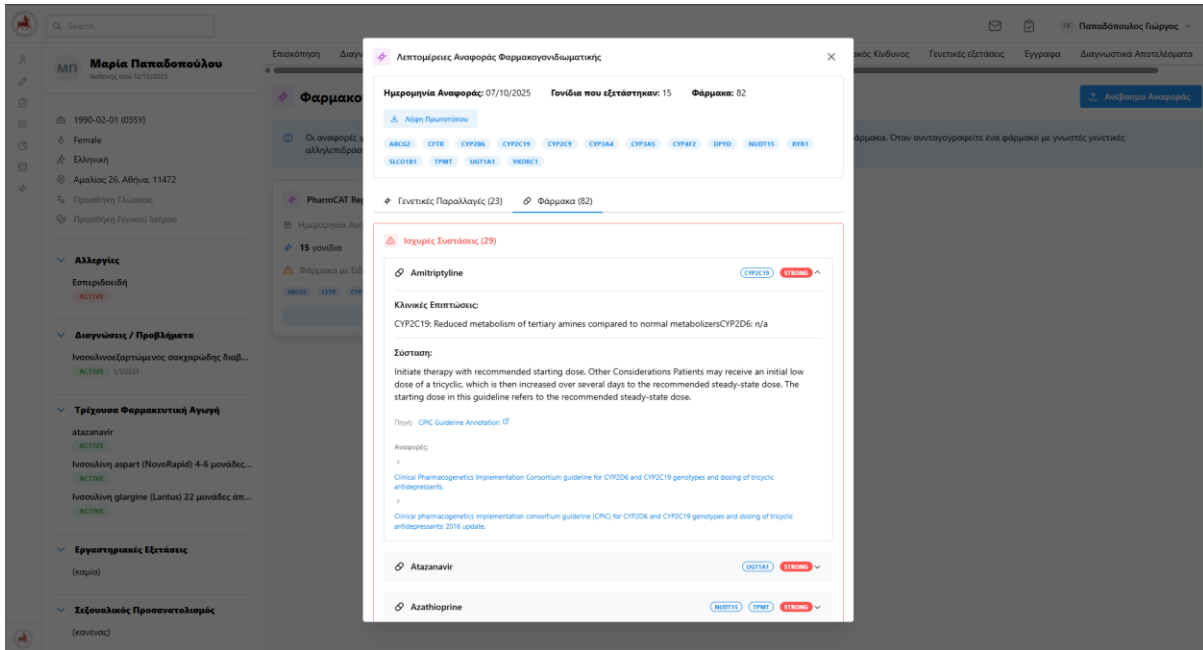 Search
Παπαδόπουλος Γιώργος
ΜΠ
Μαρία Παπαδοπούλου
Ασθενής από 12/12/2025
1990-02-01 (035Y)
Female
Ελληνική
Αμαλίας 26, Αθήνα, 11472
Προσθήκη Γλώσσας
Προσθήκη Γενικού Ιατρού
Αλλεργίες
Εσπεριδοειδή
ACTIVE
Διαγνώσεις / Προβλήματα
Ινσουλινοεξαρτώμενος σακχαρώδης διαβ...
ACTIVE 1/1/2021
Τρέχουσα Φαρμακευτική Αγωγή
atazanavir
ACTIVE
Ινσουλίνη aspart (NovoRapid) 4-6 μονάδες...
ACTIVE
Ινσουλίνη glargine (Lantus) 22 μονάδες άπ...
ACTIVE
Εργαστηριακές Εξετάσεις
(καμία)
Σεξουαλικός Προσανατολισμός
(κανένας)
Επισκόπηση Διαγν
ακός Κίνδυνος Γενετικές εξετάσεις Έγγραφα Διαγνωστικά Αποτελέσματα
Φαρμακο
Ανέβασμα Αναφοράς
Οι αναφορές φ
άρμακα. Όταν συνταγογραφείτε ένα φάρμακο με γνωστές γενετικές
αλληλεπιδράσ
PharmCAT Rep
Ημερομηνία Ανα
15 γονίδια
Φάρμακα με Ειδ
ABCG2 CFTR CYP
Λεπτομέρειες Αναφοράς Φαρμακογονιδιωματικής
Ημερομηνία Αναφοράς: 07/10/2025 Γονίδια που εξετάστηκαν: 15 Φάρμακα: 82
Λήψη Πρωτοτύπου
ABCG2 CFTR CYP2B6 CYP2C19 CYP2C9 CYP3A4 CYP3A5 CYP4F2 DPYD NUDT15 RYR1
SLCO1B1 TPMT UGT1A1 VKORC1
Γενετικές Παραλλαγές (23) Φάρμακα (82)
Ισχυρές Συστάσεις (29)
Amitriptyline CYP2C19 STRONG
Κλινικές Επιπτώσεις:
CYP2C19: Reduced metabolism of tertiary amines compared to normal metabolizersCYP2D6: n/a
Σύσταση:
Initiate therapy with recommended starting dose. Other Considerations Patients may receive an initial low
dose of a tricyclic, which is then increased over several days to the recommended steady-state dose. The
starting dose in this guideline refers to the recommended steady-state dose.
Πηγή: CPIC Guideline Annotation
Αναφορές:
Clinical Pharmacogenetics Implementation Consortium guideline for CYP2D6 and CYP2C19 genotypes and dosing of tricyclic
antidepressants.
Clinical pharmacogenetics implementation consortium guideline (CPIC) for CYP2D6 and CYP2C19 genotypes and dosing of tricyclic
antidepressants: 2016 update.
Atazanavir UGT1A1 STRONG
Azathioprine NUDT15 TPMT STRONG